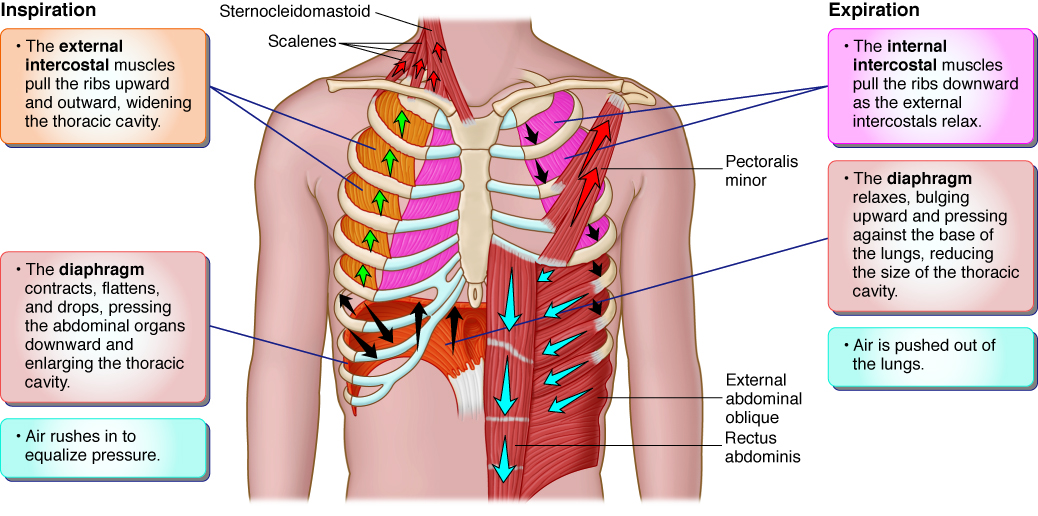 Inspiration
• The external
intercostal muscles
pull the ribs upward
and outward, widening
the thoracic cavity.
• The diaphragm
contracts, flattens,
and drops, pressing
the abdominal organs
downward and
enlarging the thoracic
cavity.
• Air rushes in to
equalize pressure.
Sternocleidomastoid
Scalenes
Pectoralis
minor
External
abdominal
oblique
Rectus
abdominis
Expiration
• The internal
intercostal muscles
pull the ribs downward
as the external
intercostals relax.
• The diaphragm
relaxes, bulging
upward and pressing
against the base of
the lungs, reducing
the size of the thoracic
cavity.
• Air is pushed out of
the lungs.